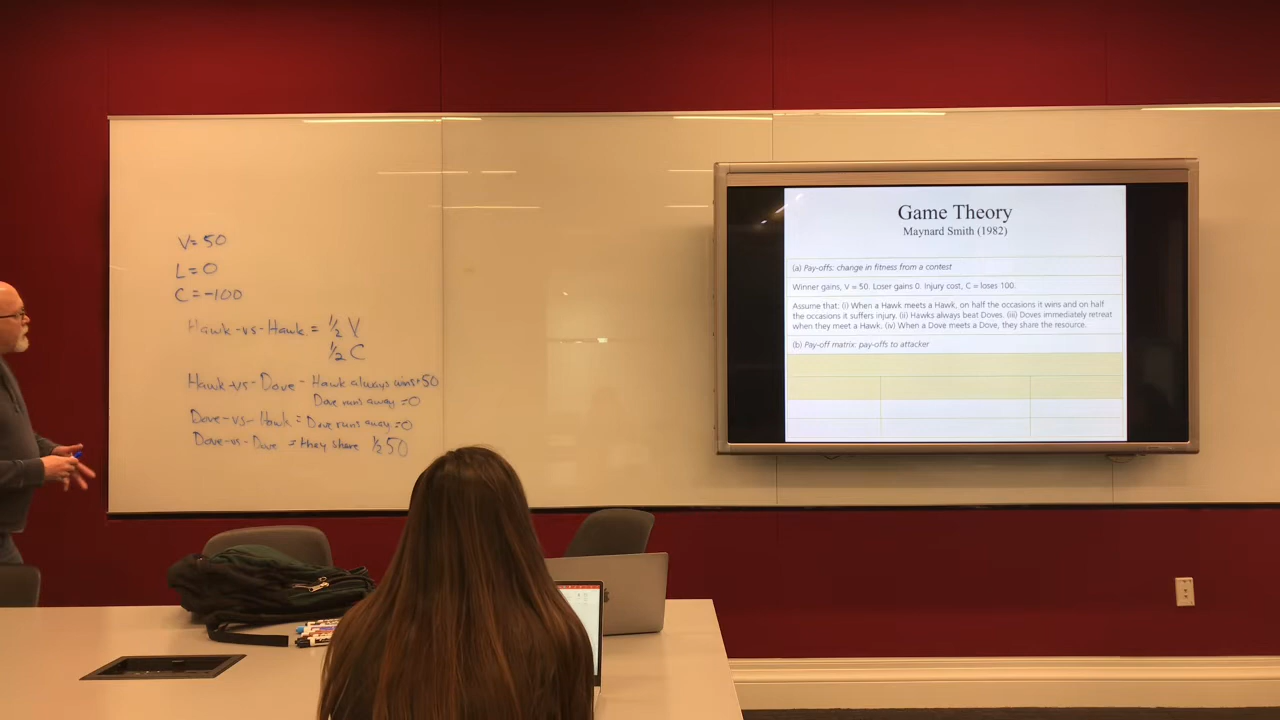 V= 50
L = 0
C = -100
Hawk-vs-Hawk = 1/2 V
1/2 C
Hawk-vs-Dove - Hawk always wins+50
Dove runs away = 0
Dove-vs-Hawk = Dove runs away = 0
Dove-vs-Dove = they share 1/2 50
Game Theory
Maynard Smith (1982)
(a) Pay-offs: change in fitness from a contest
Winner gains, V = 50. Loser gains 0. Injury cost, C = loses 100.
Assume that: (i) When a Hawk meets a Hawk, on half the occasions it wins and on half
the occasions it suffers injury. (ii) Hawks always beat Doves. (iii) Doves immediately retreat
when they meet a Hawk. (iv) When a Dove meets a Dove, they share the resource.
(b) Pay-off matrix: pay-offs to attacker